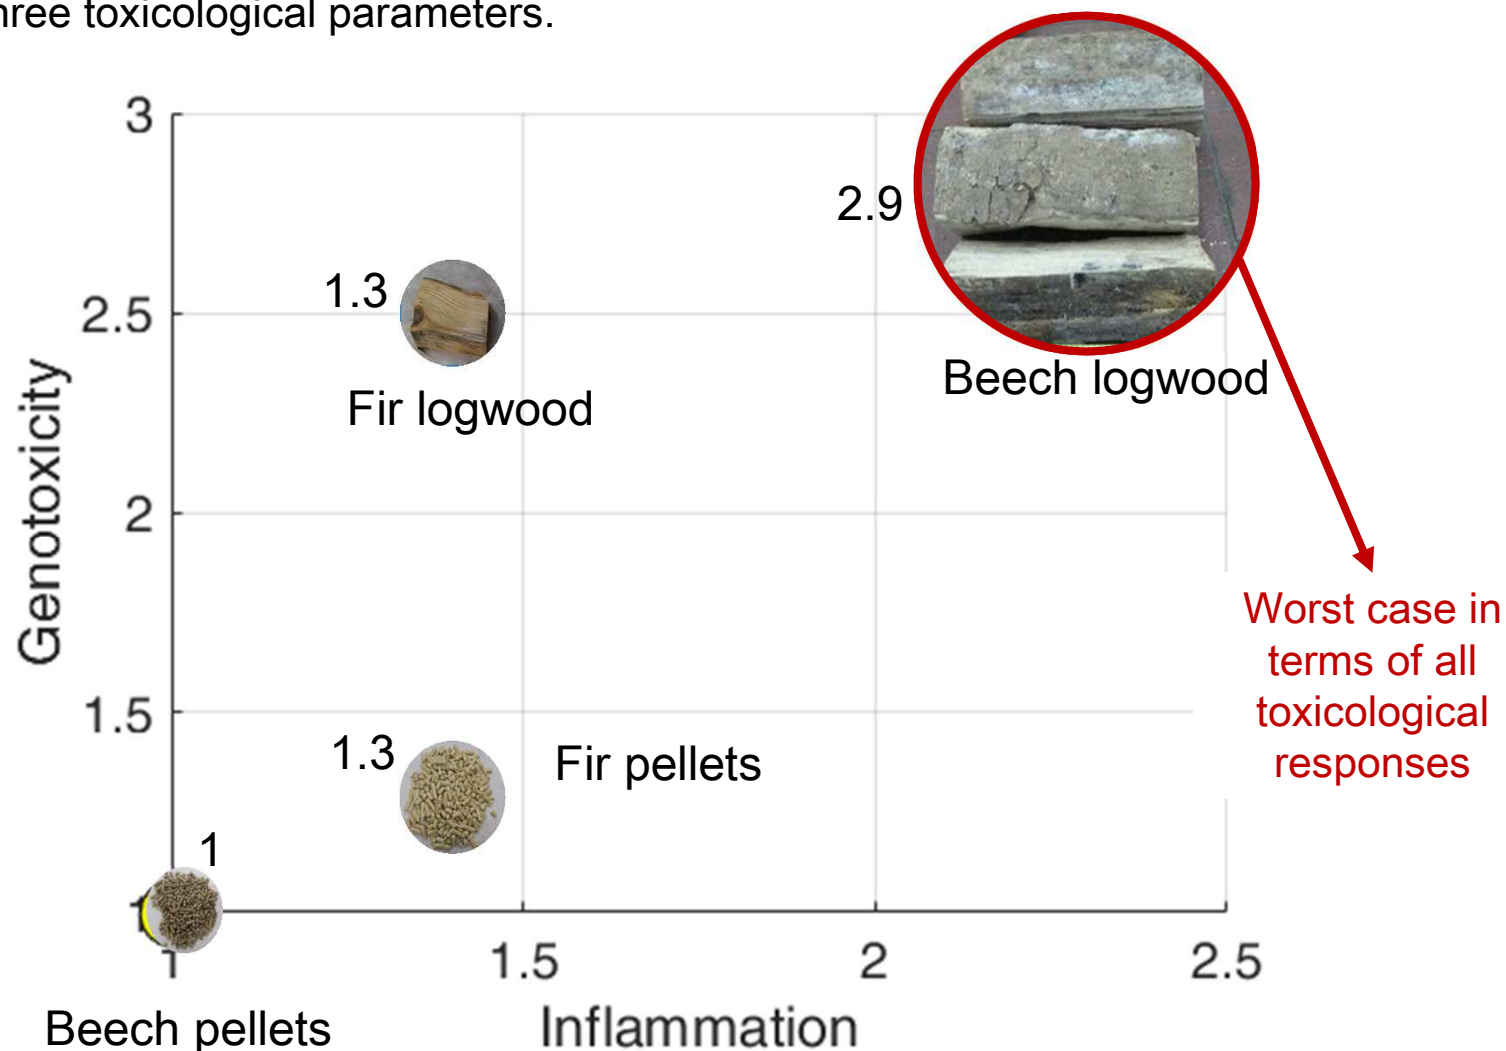 three toxicological parameters.
3
2.9
1.3
2.5
Beech logwood
Fir logwood
Genotoxicity
2
Worst case in
terms of all
toxicological
responses
1.5
1.3
Fir pellets
1
1
1.5
2
2.5
Beech pellets
Inflammation